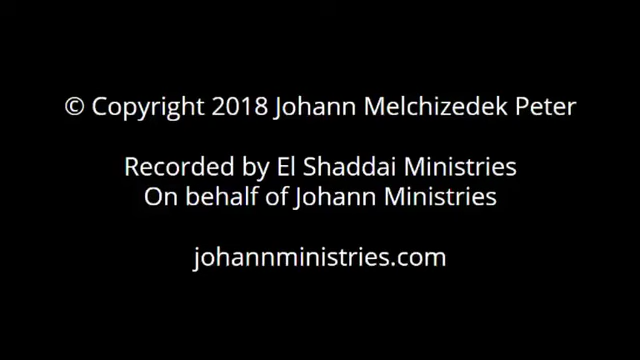 © Copyright 2018 Johann Melchizedek Peter
Recorded by El Shaddai Ministries
On behalf of Johann Ministries
johannministries.com